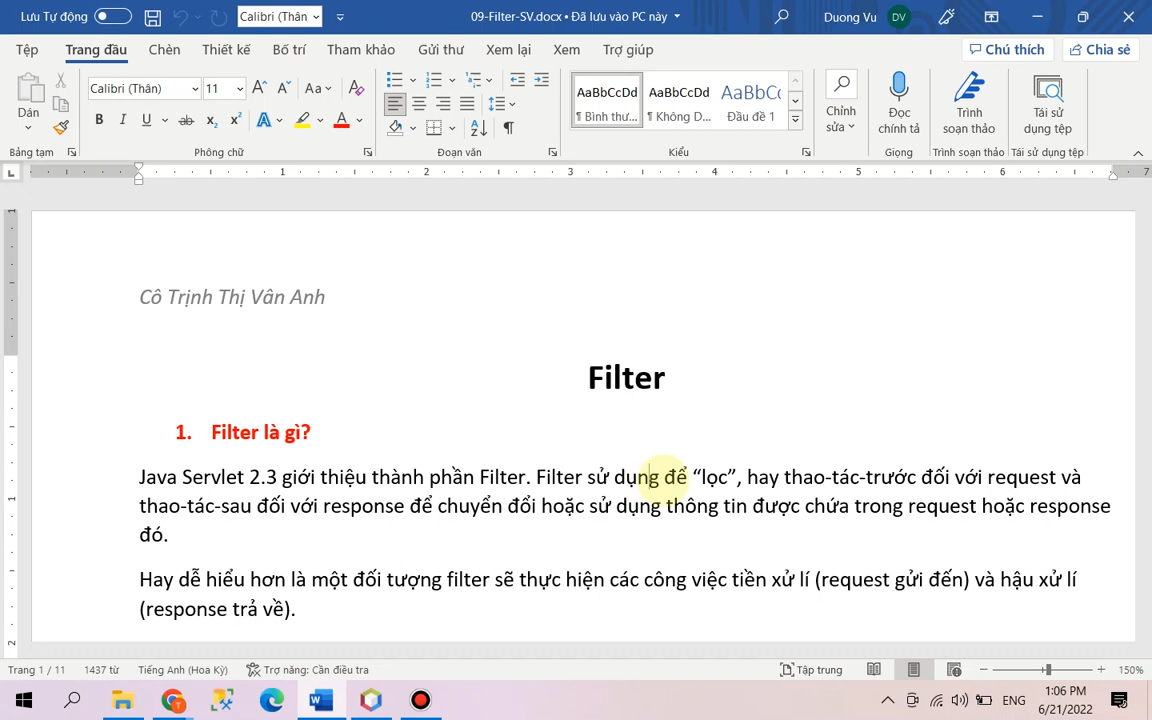 Lưu Tự động
Calibri (Thân
09-Filter-SV.docx • Đã lưu vào PC này
Duong Vu
DV
Tệp Trang đầu Chèn Thiết kế Bố trí Tham khảo Gửi thư Xem lại Xem Trợ giúp
Chú thích
Chia sẻ
Dán
Calibri (Thân)
11
Aa
AaBbCcDd AaBbCcDd AaBbCc
¶ Bình thư... ¶ Không D... Đầu đề 1
Chỉnh sửa
Đọc chính tả
Trình soạn thảo
Tái sử dụng tệp
Bảng tạm Phông chữ Đoạn văn Kiểu Giọng Trình soạn thảo Tái sử dụng tệp
1 2 3 4 5 6 7
Cô Trịnh Thị Vân Anh
Filter
1. Filter là gì?
Java Servlet 2.3 giới thiệu thành phần Filter. Filter sử dụng để “lọc”, hay thao-tác-trước đối với request và
thao-tác-sau đối với response để chuyển đổi hoặc sử dụng thông tin được chứa trong request hoặc response
đó.
Hay dễ hiểu hơn là một đối tượng filter sẽ thực hiện các công việc tiền xử lí (request gửi đến) và hậu xử lí
(response trả về).
Trang 1 / 11 1437 từ Tiếng Anh (Hoa Kỳ) Trợ năng: Cần điều tra Tập trung 150%
ENG
1:06 PM
6/21/2022